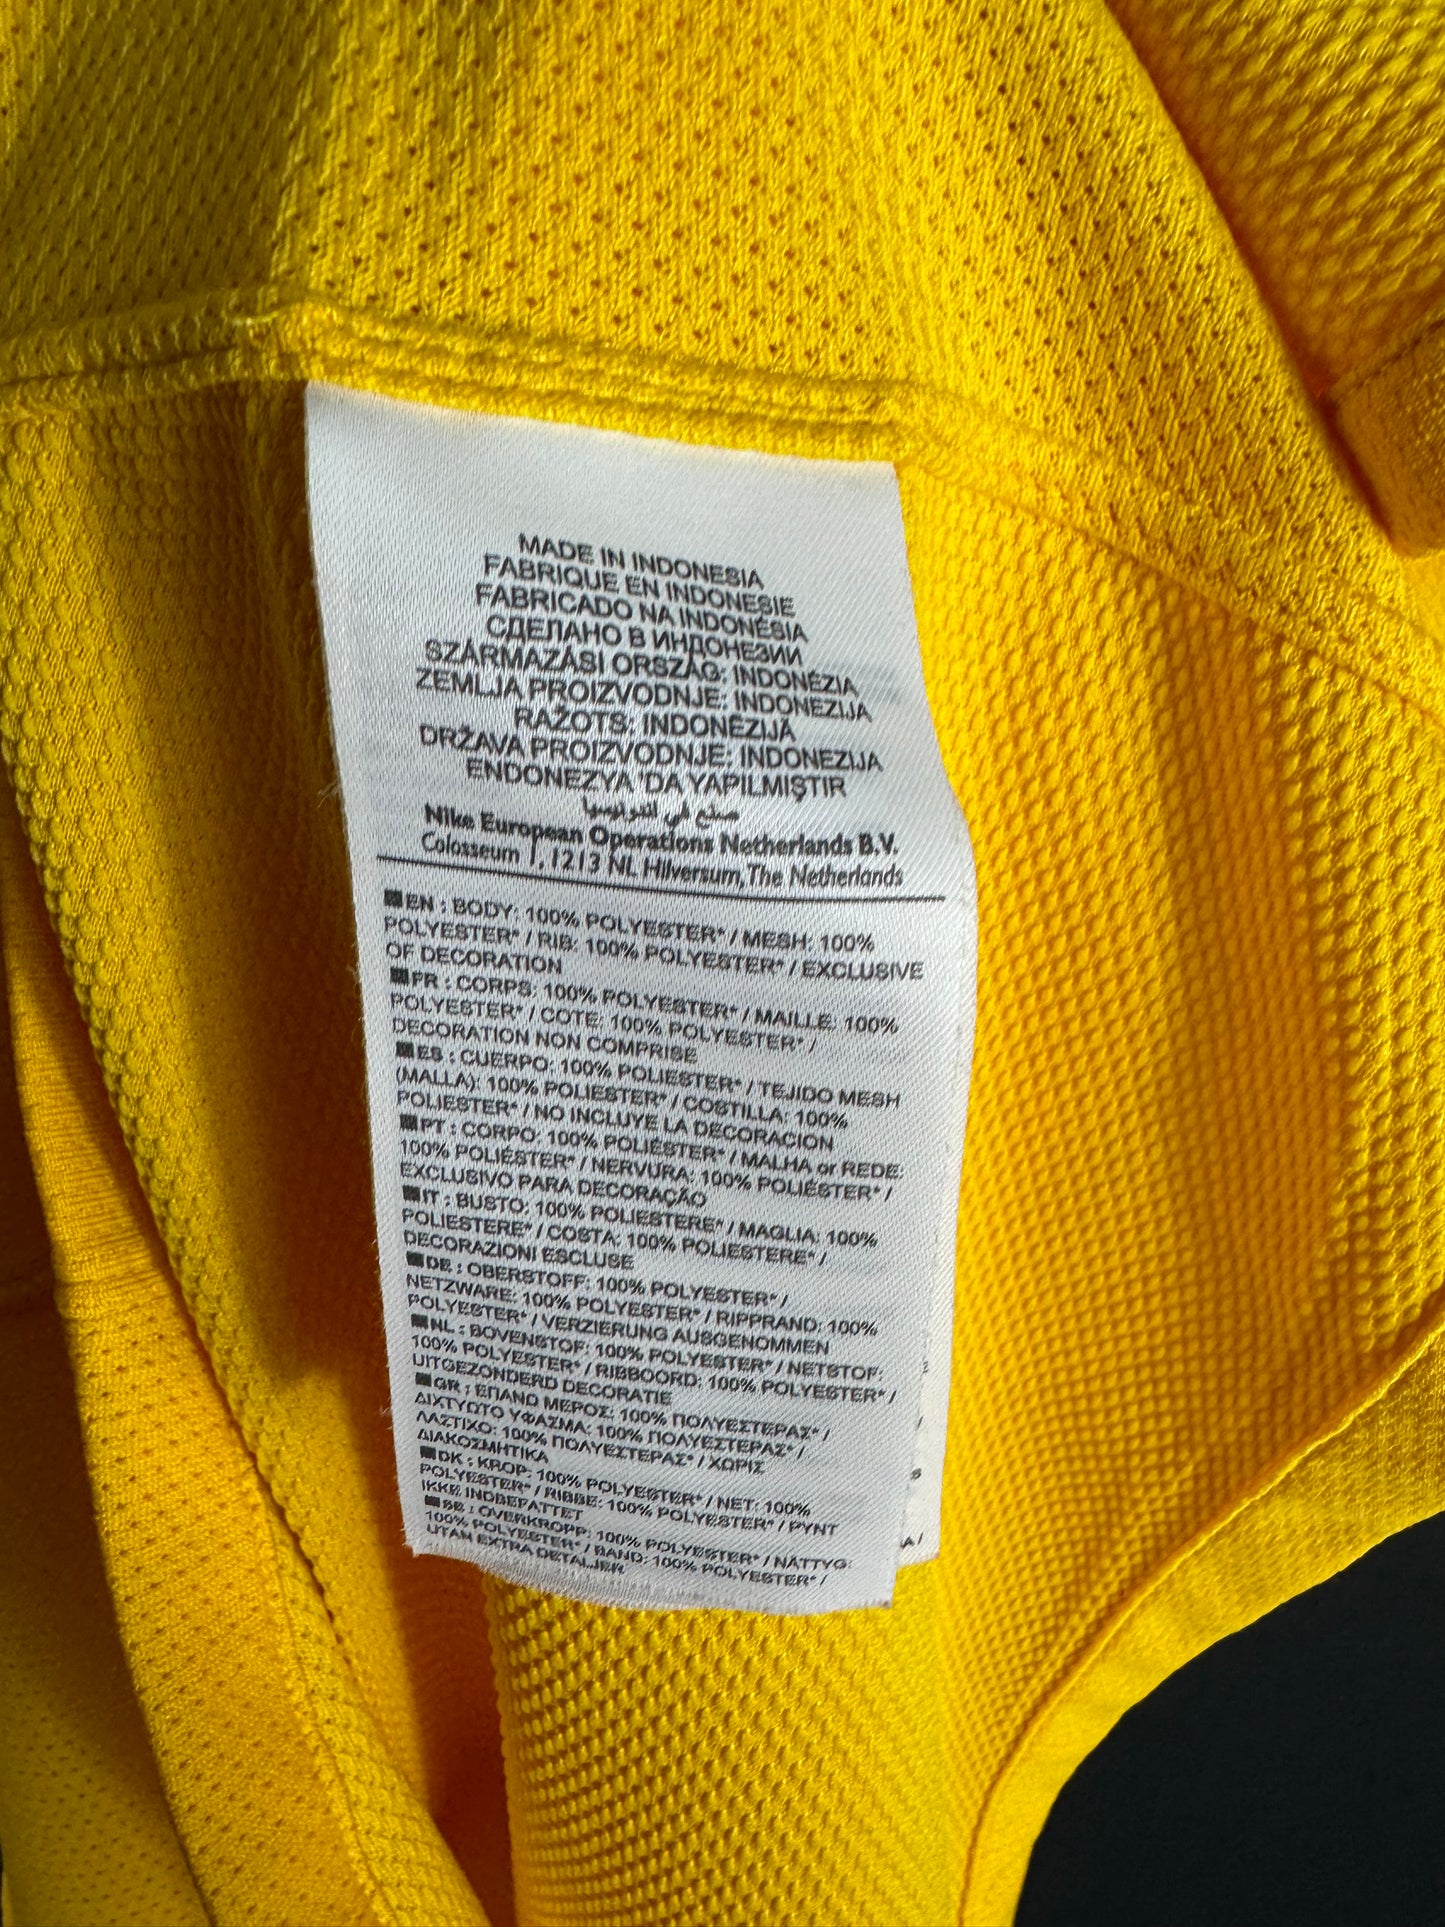 MADE IN INDONESIA
FABRIQUE EN INDONESIE
FABRICADO NA INDONÉSIA
СДЕЛАНО В ИНДОНЕЗИИ
SZÁRMAZÁSI ORSZÁG: INDONÉZIA
ZEMLJA PROIZVODNJE: INDONEZIJA
RAŽOTS: INDONĒZIJĀ
DRŽAVA PROIZVODNJE: INDONEZIJA
ENDONEZYA 'DA YAPILMIŞTIR
صنع في اندونيسيا
Nike European Operations Netherlands B.V.
Colosseum 1, 1213 NL Hilversum, The Netherlands
EN : BODY: 100% POLYESTER* / MESH: 100%
POLYESTER* / RIB: 100% POLYESTER* / EXCLUSIVE
OF DECORATION
FR : CORPS: 100% POLYESTER* / MAILLE: 100%
POLYESTER* / COTE: 100% POLYESTER* /
DECORATION NON COMPRISE
ES : CUERPO: 100% POLIESTER* / TEJIDO MESH
(MALLA): 100% POLIESTER* / COSTILLA: 100%
POLIESTER* / NO INCLUYE LA DECORACION
PT : CORPO: 100% POLIÉSTER* / MALHA or REDE:
100% POLIÉSTER* / NERVURA: 100% POLIÉSTER* /
EXCLUSIVO PARA DECORAÇÃO
IT : BUSTO: 100% POLIESTERE* / MAGLIA: 100%
POLIESTERE* / COSTA: 100% POLIESTERE* /
DECORAZIONI ESCLUSE
DE : OBERSTOFF: 100% POLYESTER* /
NETZWARE: 100% POLYESTER* / RIPPRAND: 100%
POLYESTER* / VERZIERUNG AUSGENOMMEN
NL : BOVENSTOF: 100% POLYESTER* / NETSTOF:
100% POLYESTER* / RIBBOORD: 100% POLYESTER* /
UITGEZONDERD DECORATIE
GR : ΕΠΑΝΩ ΜΕΡΟΣ: 100% ΠΟΛΥΕΣΤΕΡΑΣ* /
ΔΙΧΤΥΩΤΟ ΥΦΑΣΜΑ: 100% ΠΟΛΥΕΣΤΕΡΑΣ* /
ΛΑΣΤΙΧΟ: 100% ΠΟΛΥΕΣΤΕΡΑΣ* / ΧΩΡΙΣ
ΔΙΑΚΟΣΜΗΤΙΚΑ
DK : KROP: 100% POLYESTER* / NET: 100%
POLYESTER* / RIBBE: 100% POLYESTER* / PYNT
IKKE INDBEFATTET
SE : OVERKROPP: 100% POLYESTER* / NATTYG:
100% POLYESTER* / BAND: 100% POLYESTER* /
UTAN EXTRA DETALJER